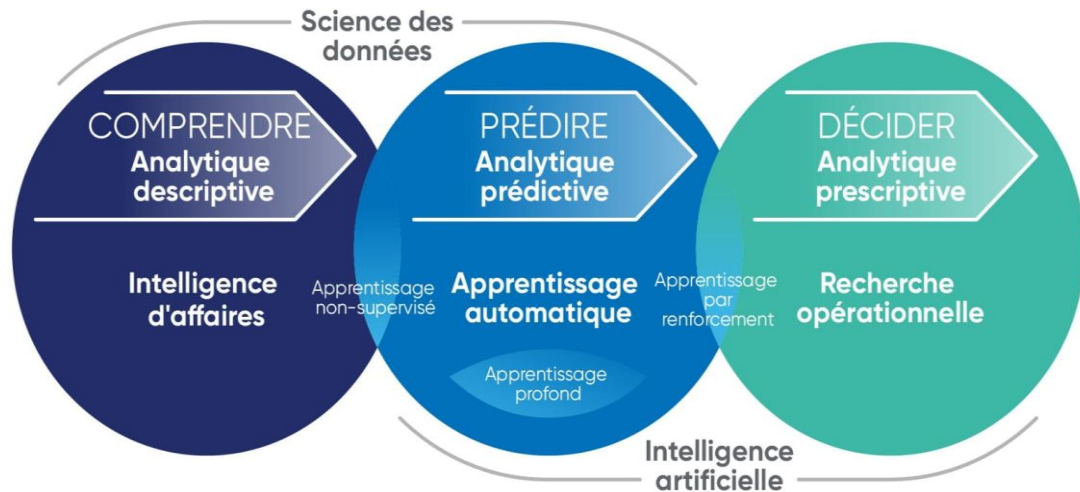 Science des
données
COMPRENDRE
Analytique
descriptive
PRÉDIRE
Analytique
prédictive
DÉCIDER
Analytique
prescriptive
Intelligence
d'affaires
Apprentissage
non-supervisé
Apprentissage
automatique
Apprentissage
par
renforcement
Recherche
opérationnelle
Apprentissage
profond
Intelligence
artificielle